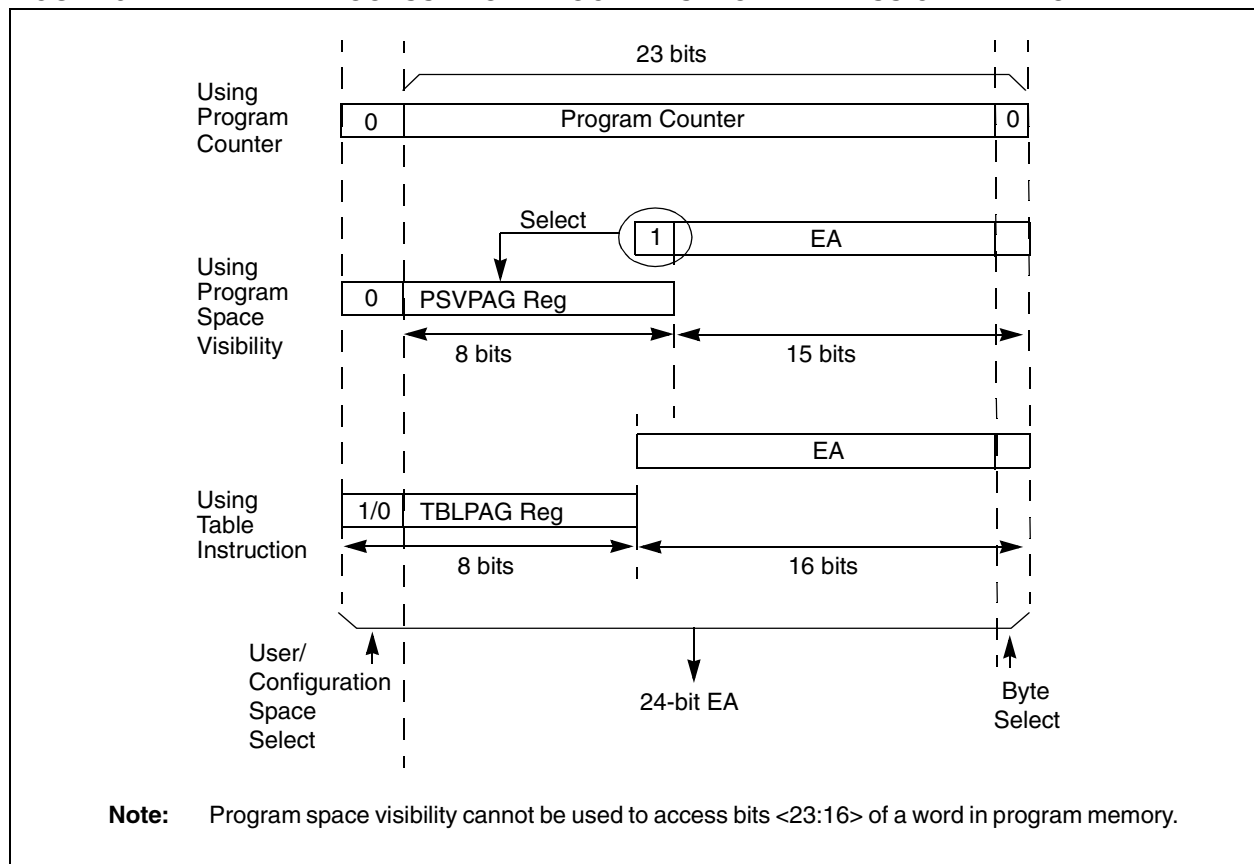 23 bits
Using
Program
Counter
0
Program Counter
0
Select
1
EA
Using
Program
Space
Visibility
0
PSVPAG Reg
8 bits
15 bits
EA
Using
Table
Instruction
1/0
TBLPAG Reg
8 bits
16 bits
User/
Configuration
Space
Select
24-bit EA
Byte
Select
Note: Program space visibility cannot be used to access bits <23:16> of a word in program memory.